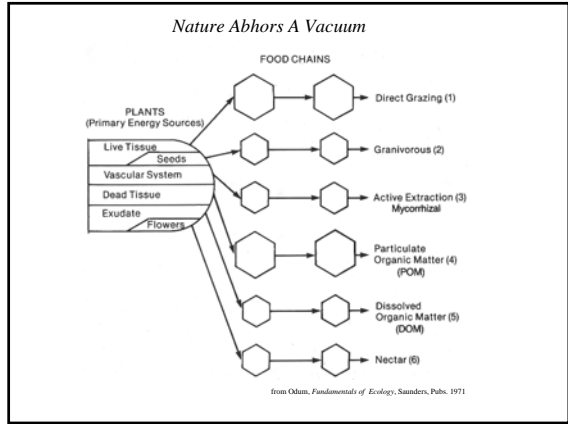 Nature Abhors A Vacuum
FOOD CHAINS
PLANTS
(Primary Energy Sources)
Live Tissue
Seeds
Vascular System
Dead Tissue
Exudate
Flowers
Direct Grazing (1)
Granivorous (2)
Active Extraction (3)
Mycorrhizal
Particulate
Organic Matter (4)
(POM)
Dissolved
Organic Matter (5)
(DOM)
Nectar (6)
from Odum, Fundamentals of Ecology, Saunders, Pubs. 1971